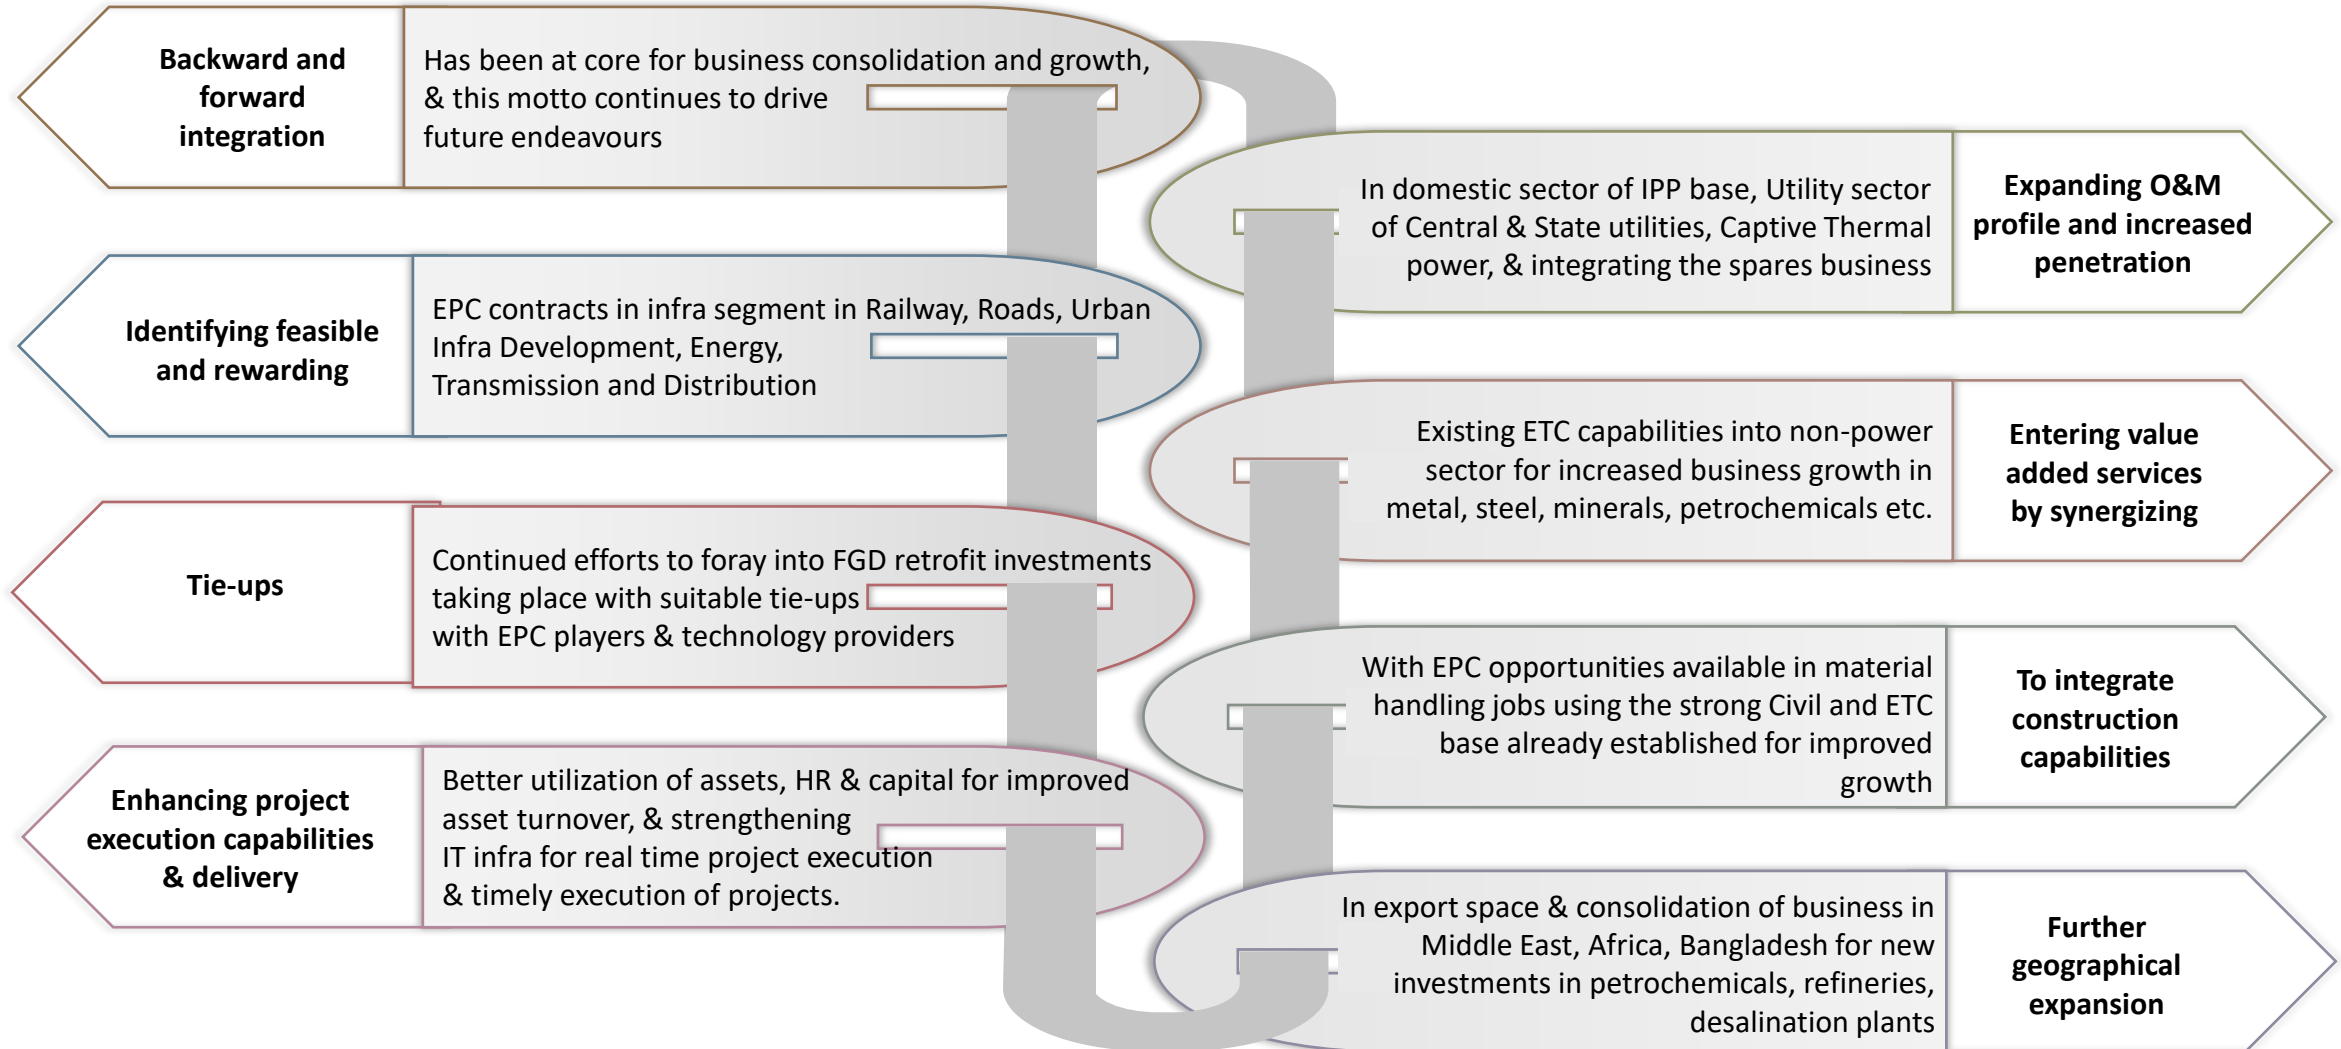 Backward and
forward
integration
Has been at core for business consolidation and growth,
& this motto continues to drive
future endeavours
Identifying feasible
and rewarding
EPC contracts in infra segment in Railway, Roads, Urban
Infra Development, Energy,
Transmission and Distribution
Tie-ups
Continued efforts to foray into FGD retrofit investments
taking place with suitable tie-ups
with EPC players & technology providers
Enhancing project
execution capabilities
& delivery
Better utilization of assets, HR & capital for improved
asset turnover, & strengthening
IT infra for real time project execution
& timely execution of projects.
In domestic sector of IPP base, Utility sector
of Central & State utilities, Captive Thermal
power, & integrating the spares business
Expanding O&M
profile and increased
penetration
Existing ETC capabilities into non-power
sector for increased business growth in
metal, steel, minerals, petrochemicals etc.
Entering value
added services
by synergizing
With EPC opportunities available in material
handling jobs using the strong Civil and ETC
base already established for improved
growth
To integrate
construction
capabilities
In export space & consolidation of business in
Middle East, Africa, Bangladesh for new
investments in petrochemicals, refineries,
desalination plants
Further
geographical
expansion